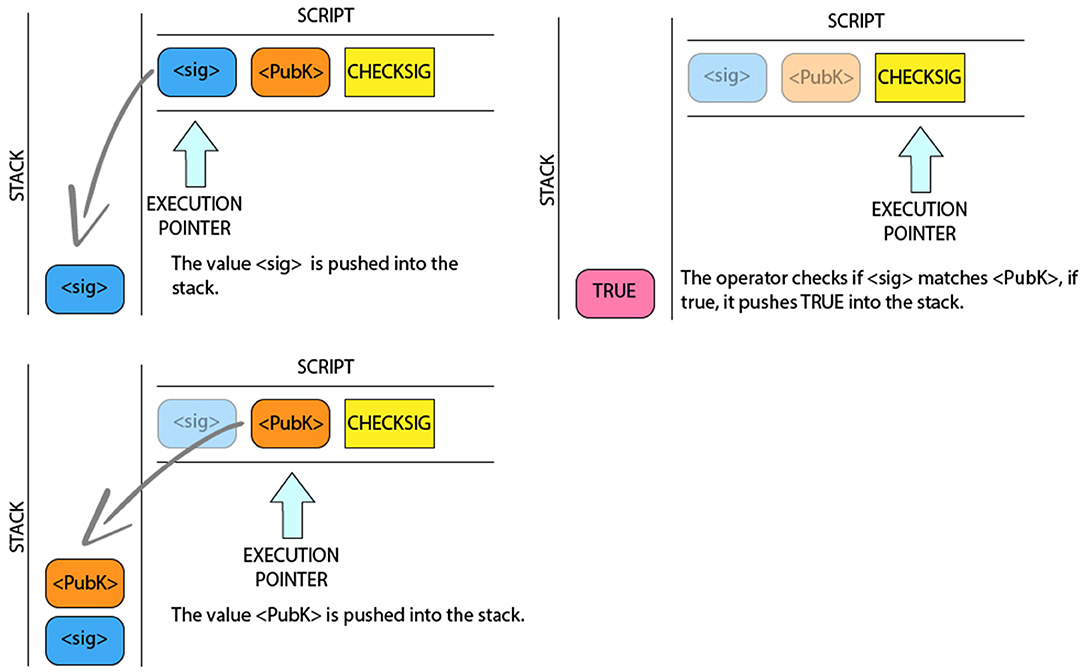 SCRIPT
<sig> <PubK> CHECKSIG
STACK
EXECUTION
POINTER
The value <sig> is pushed into the
stack.
<sig>
SCRIPT
<sig> <PubK> CHECKSIG
STACK
EXECUTION
POINTER
TRUE
The operator checks if <sig> matches <PubK>, if
true, it pushes TRUE into the stack.
SCRIPT
<sig> <PubK> CHECKSIG
STACK
EXECUTION
POINTER
<PubK>
The value <PubK> is pushed into the stack.
<sig>